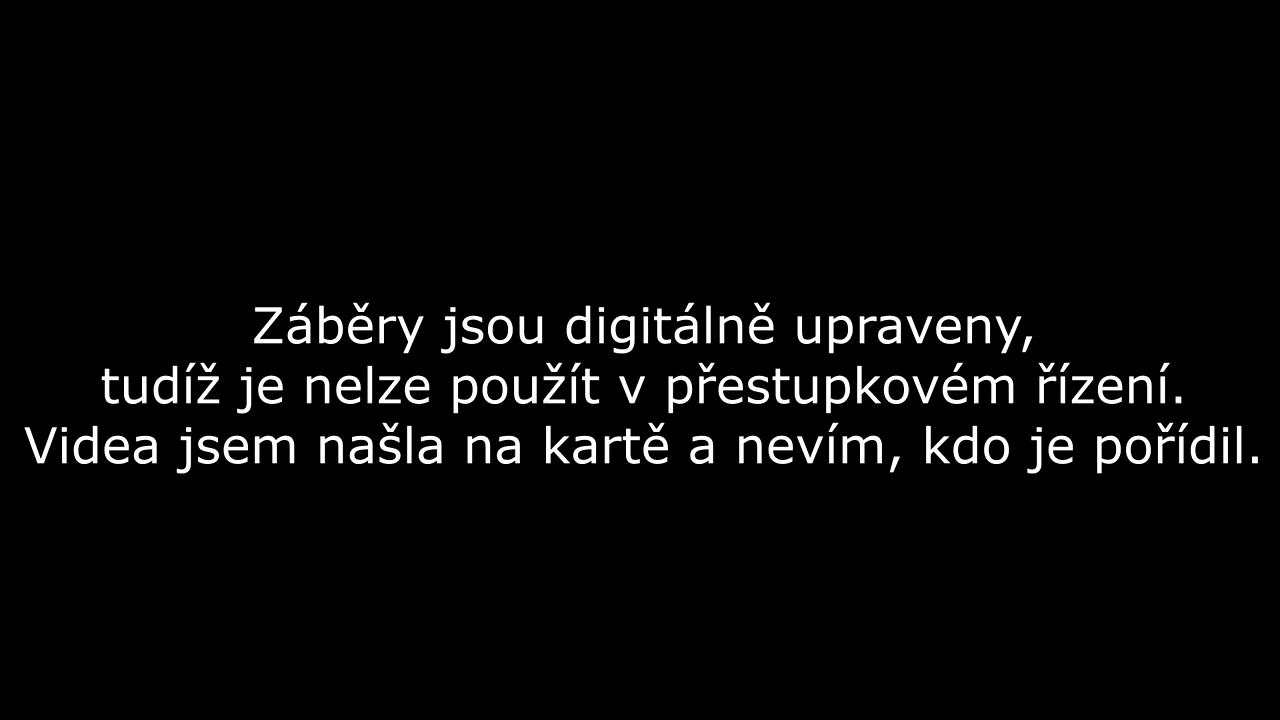 Záběry jsou digitálně upraveny,
tudíž je nelze použít v přestupkovém řízení.
Videa jsem našla na kartě a nevím, kdo je pořídil.